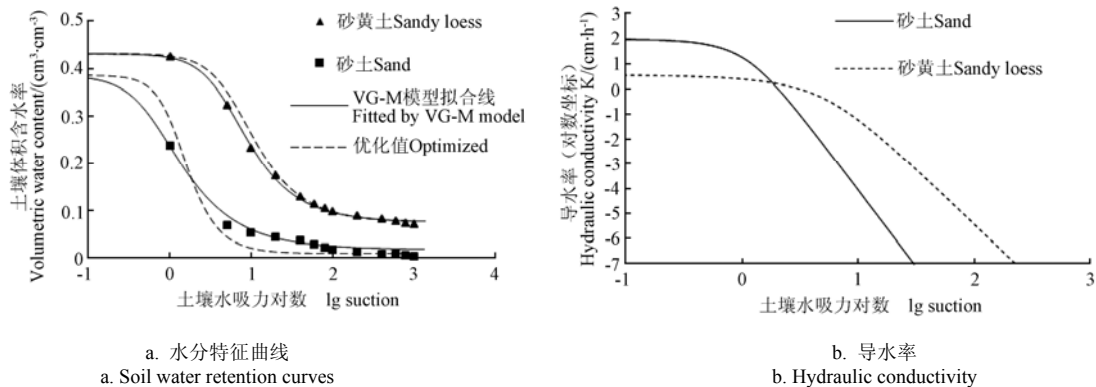 0.5
0.4
0.3
0.2
0.1
0
-1
0
1
2
3
4
土壤体积含水率
Volumetric water content/(cm³·cm⁻³)
砂黄土Sandy loess
砂土Sand
VG-M模型拟合线
Fitted by VG-M model
优化值Optimized
土壤水吸力对数 lg suction
a. 水分特征曲线
a. Soil water retention curves
3
2
1
0
-1
-2
-3
-4
-5
-6
-7
-1
0
1
2
3
导水率（对数坐标）
Hydraulic conductivity K/(cm·h⁻¹)
砂土Sand
砂黄土Sandy loess
土壤水吸力对数 lg suction
b. 导水率
b. Hydraulic conductivity